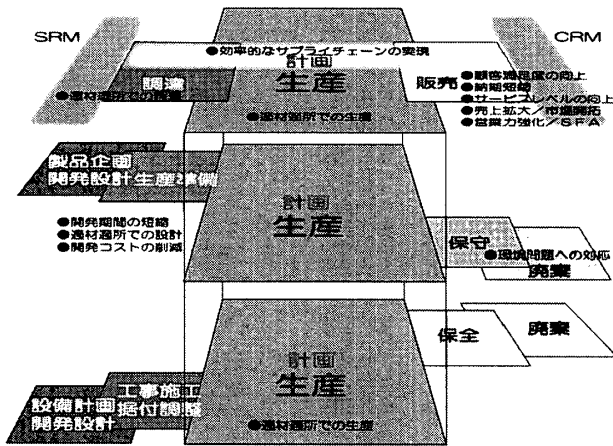 SRM
CRM
●効率的なサプライチェーンの実現
計画
生産
調達
販売
●顧客満足度の向上
●納期短縮
●サービスレベルの向上
●売上拡大/市場開拓
●営業力強化/SFA
●適材適所での
●適材適所での生産
製品企画
開発設計
生産準備
計画
生産
●開発期間の短縮
●適材適所での設計
●開発コストの削減
保守
●環境問題への対応
廃棄
計画
生産
保全
廃棄
工事施工
据付調整
設備計画
開発設計
●適材適所での生産